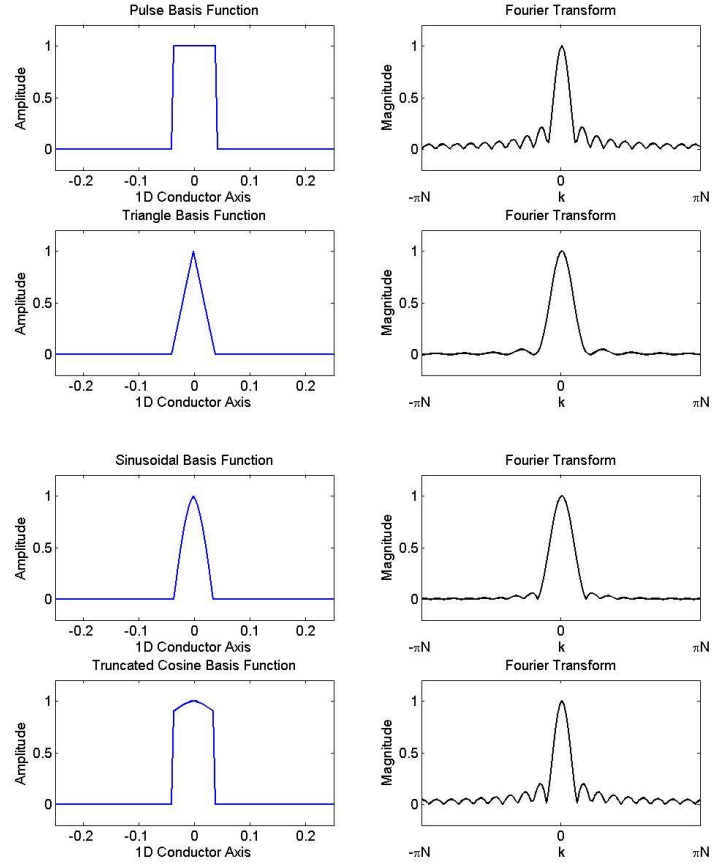 Pulse Basis Function
Fourier Transform
Amplitude
1
0.5
0
-0.2 -0.1 0 0.1 0.2
1D Conductor Axis
Magnitude
1
0.5
0
-πN 0 πN
k
Triangle Basis Function
Fourier Transform
Amplitude
1
0.5
0
-0.2 -0.1 0 0.1 0.2
1D Conductor Axis
Magnitude
1
0.5
0
-πN 0 πN
k
Sinusoidal Basis Function
Fourier Transform
Amplitude
1
0.5
0
-0.2 -0.1 0 0.1 0.2
1D Conductor Axis
Magnitude
1
0.5
0
-πN 0 πN
k
Truncated Cosine Basis Function
Fourier Transform
Amplitude
1
0.5
0
-0.2 -0.1 0 0.1 0.2
1D Conductor Axis
Magnitude
1
0.5
0
-πN 0 πN
k